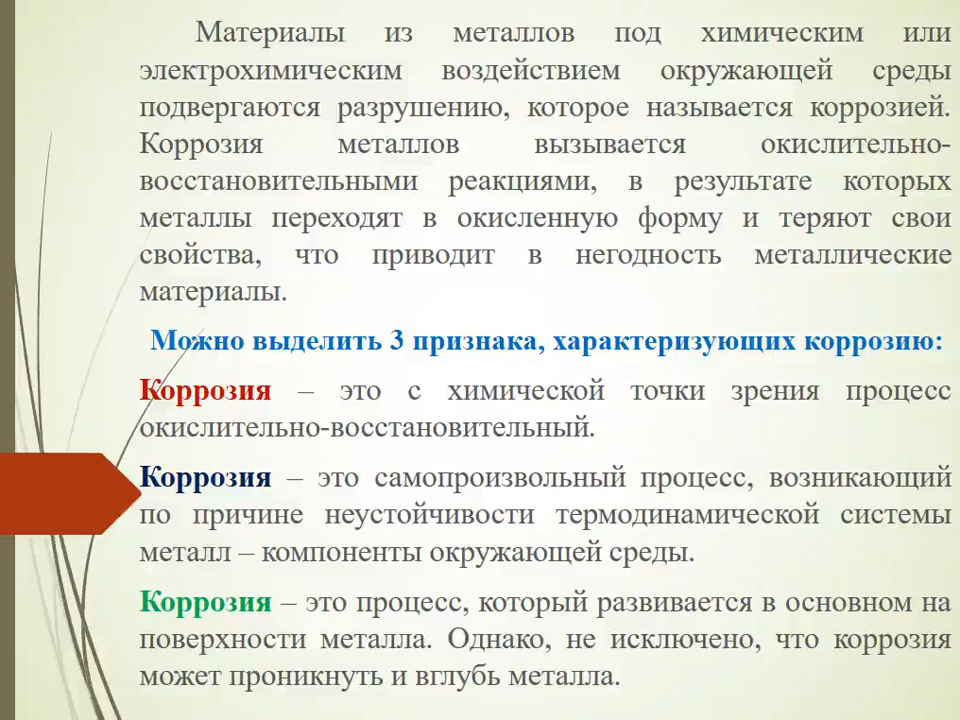 Материалы из металлов под химическим или
электрохимическим воздействием окружающей среды
подвергаются разрушению, которое называется коррозией.
Коррозия металлов вызывается окислительно-
восстановительными реакциями, в результате которых
металлы переходят в окисленную форму и теряют свои
свойства, что приводит в негодность металлические
материалы.
Можно выделить 3 признака, характеризующих коррозию:
Коррозия – это с химической точки зрения процесс
окислительно-восстановительный.
Коррозия – это самопроизвольный процесс, возникающий
по причине неустойчивости термодинамической системы
металл – компоненты окружающей среды.
Коррозия – это процесс, который развивается в основном на
поверхности металла. Однако, не исключено, что коррозия
может проникнуть и вглубь металла.